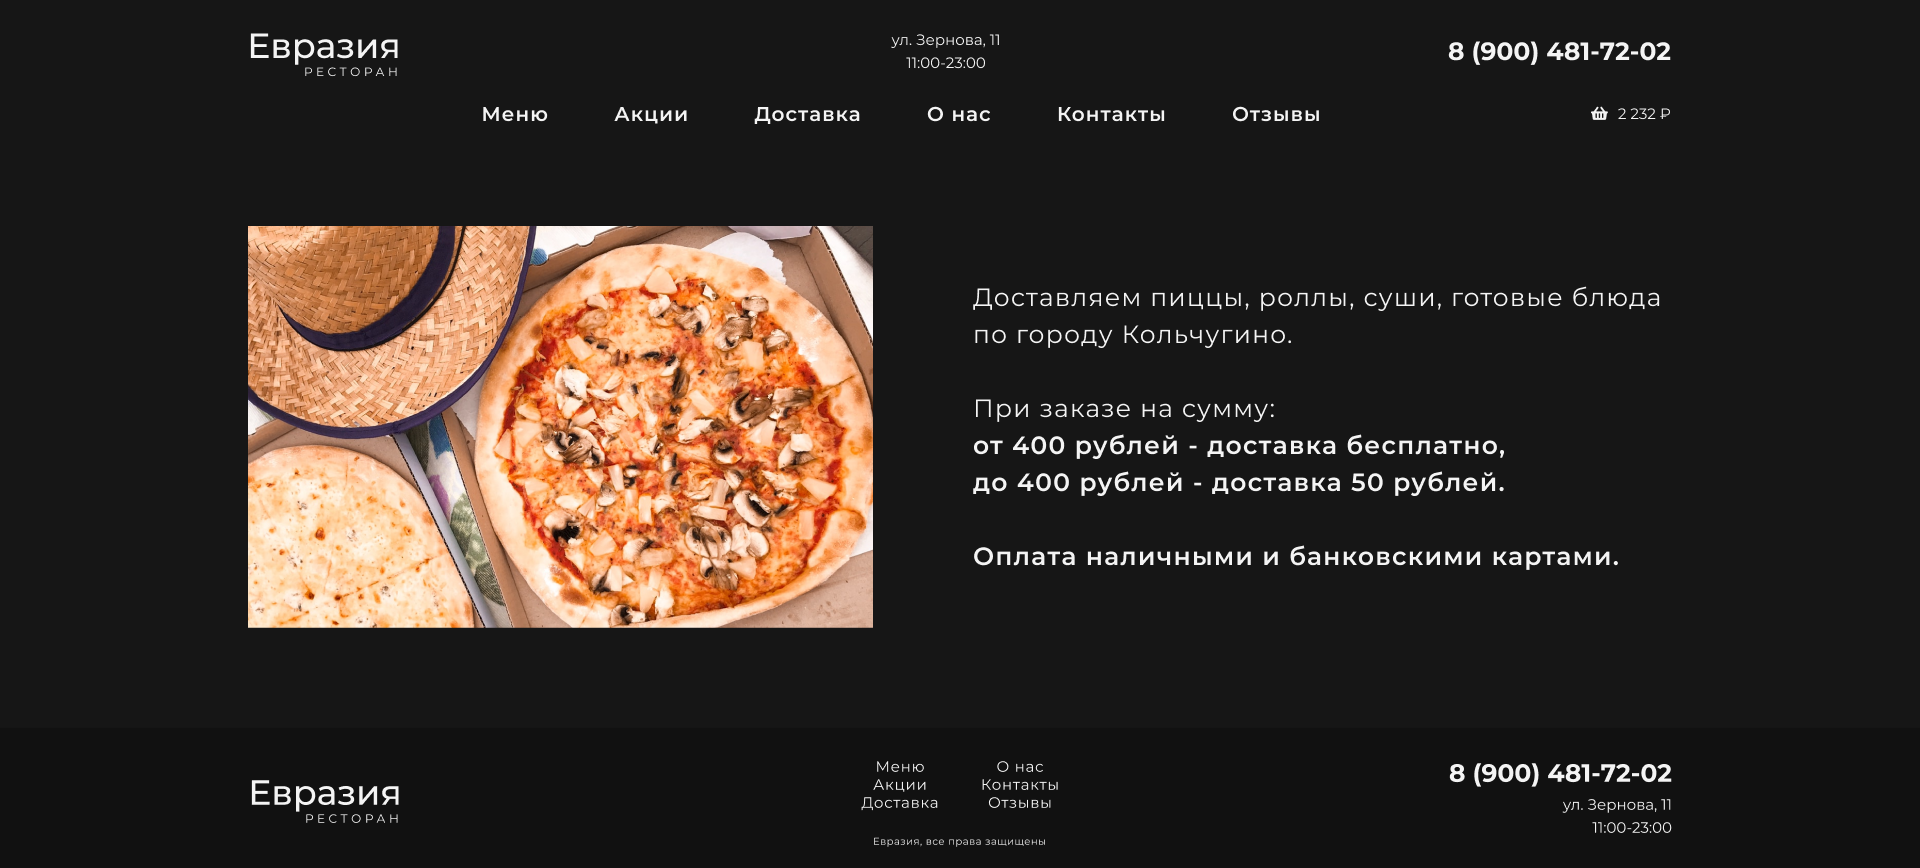 Евразия
РЕСТОРАН
ул. Зернова, 11
11:00-23:00
8 (900) 481-72-02
Меню Акции Доставка О нас Контакты Отзывы
2 232 ₽
Доставляем пиццы, роллы, суши, готовые блюда
по городу Кольчугино.
При заказе на сумму:
от 400 рублей - доставка бесплатно,
до 400 рублей - доставка 50 рублей.
Оплата наличными и банковскими картами.
Евразия
РЕСТОРАН
Меню
Акции
Доставка
О нас
Контакты
Отзывы
Евразия, все права защищены
8 (900) 481-72-02
ул. Зернова, 11
11:00-23:00